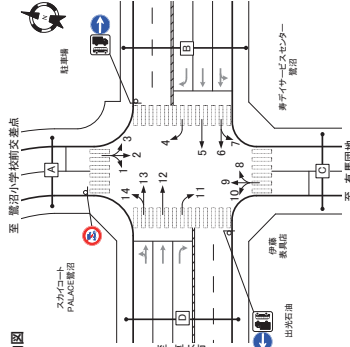 N
駐車場
寿デイサービスセンター
鷺沼
至 鷺沼小学校前交差点
A
B
C
D
1
2
3
4
5
6
7
8
9
10
11
12
13
14
スカイコート
PALACE鷺沼
伊藤
表具店
出光石油
図